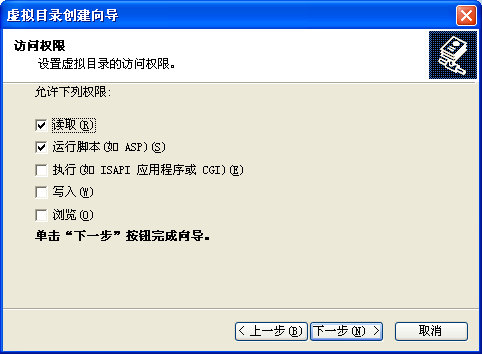 虚拟目录创建向导
访问权限
设置虚拟目录的访问权限。
允许下列权限:
读取(R)
运行脚本(如 ASP)(S)
执行(如 ISAPI 应用程序或 CGI)(E)
写入(W)
浏览(O)
单击“下一步”按钮完成向导。
< 上一步(B) 下一步(N) > 取消